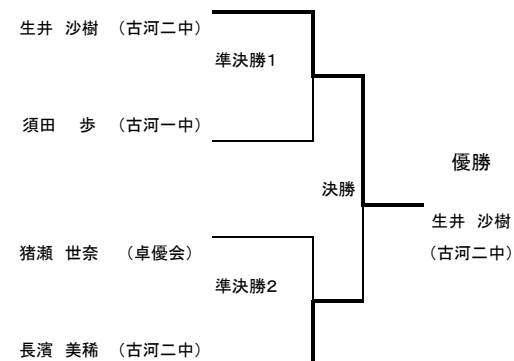 生井 沙樹 (古河二中)
準決勝1
須田 歩 (古河一中)
決勝
優勝
生井 沙樹
(古河二中)
猪瀬 世奈 (卓優会)
準決勝2
長濱 美稀 (古河二中)